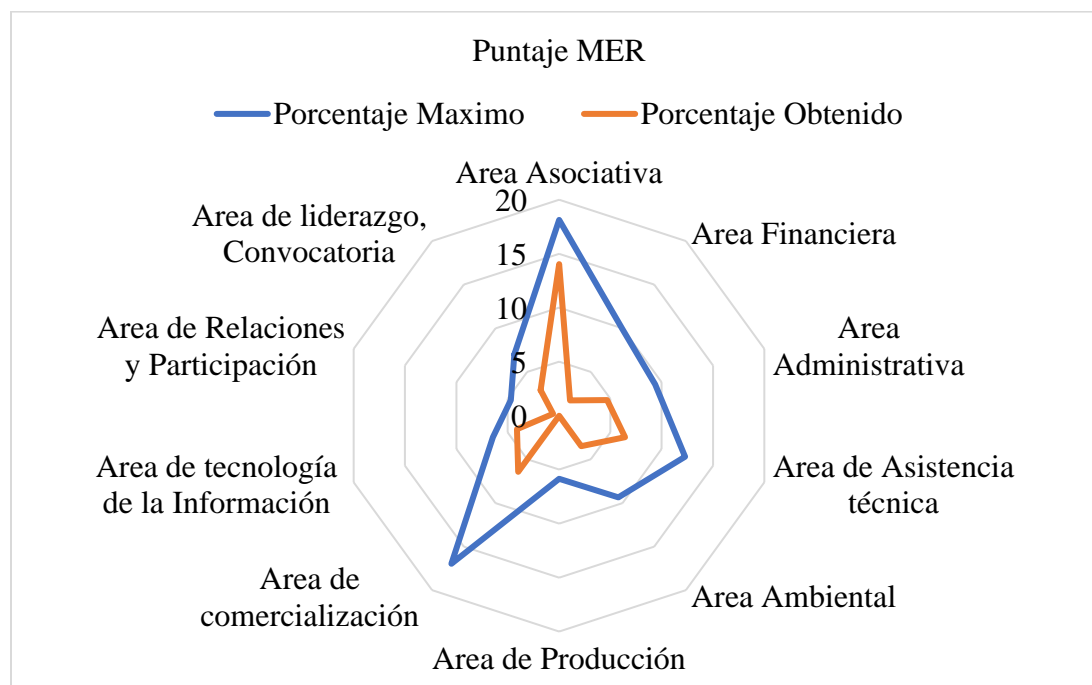 Puntaje MER
Porcentaje Maximo
Porcentaje Obtenido
Area Asociativa
Area Financiera
Area
Administrativa
Area de Asistencia
técnica
Area Ambiental
Area de Producción
Area de
comercialización
Area de tecnología
de la Información
Area de Relaciones
y Participación
Area de liderazgo,
Convocatoria
20
15
10
5
0